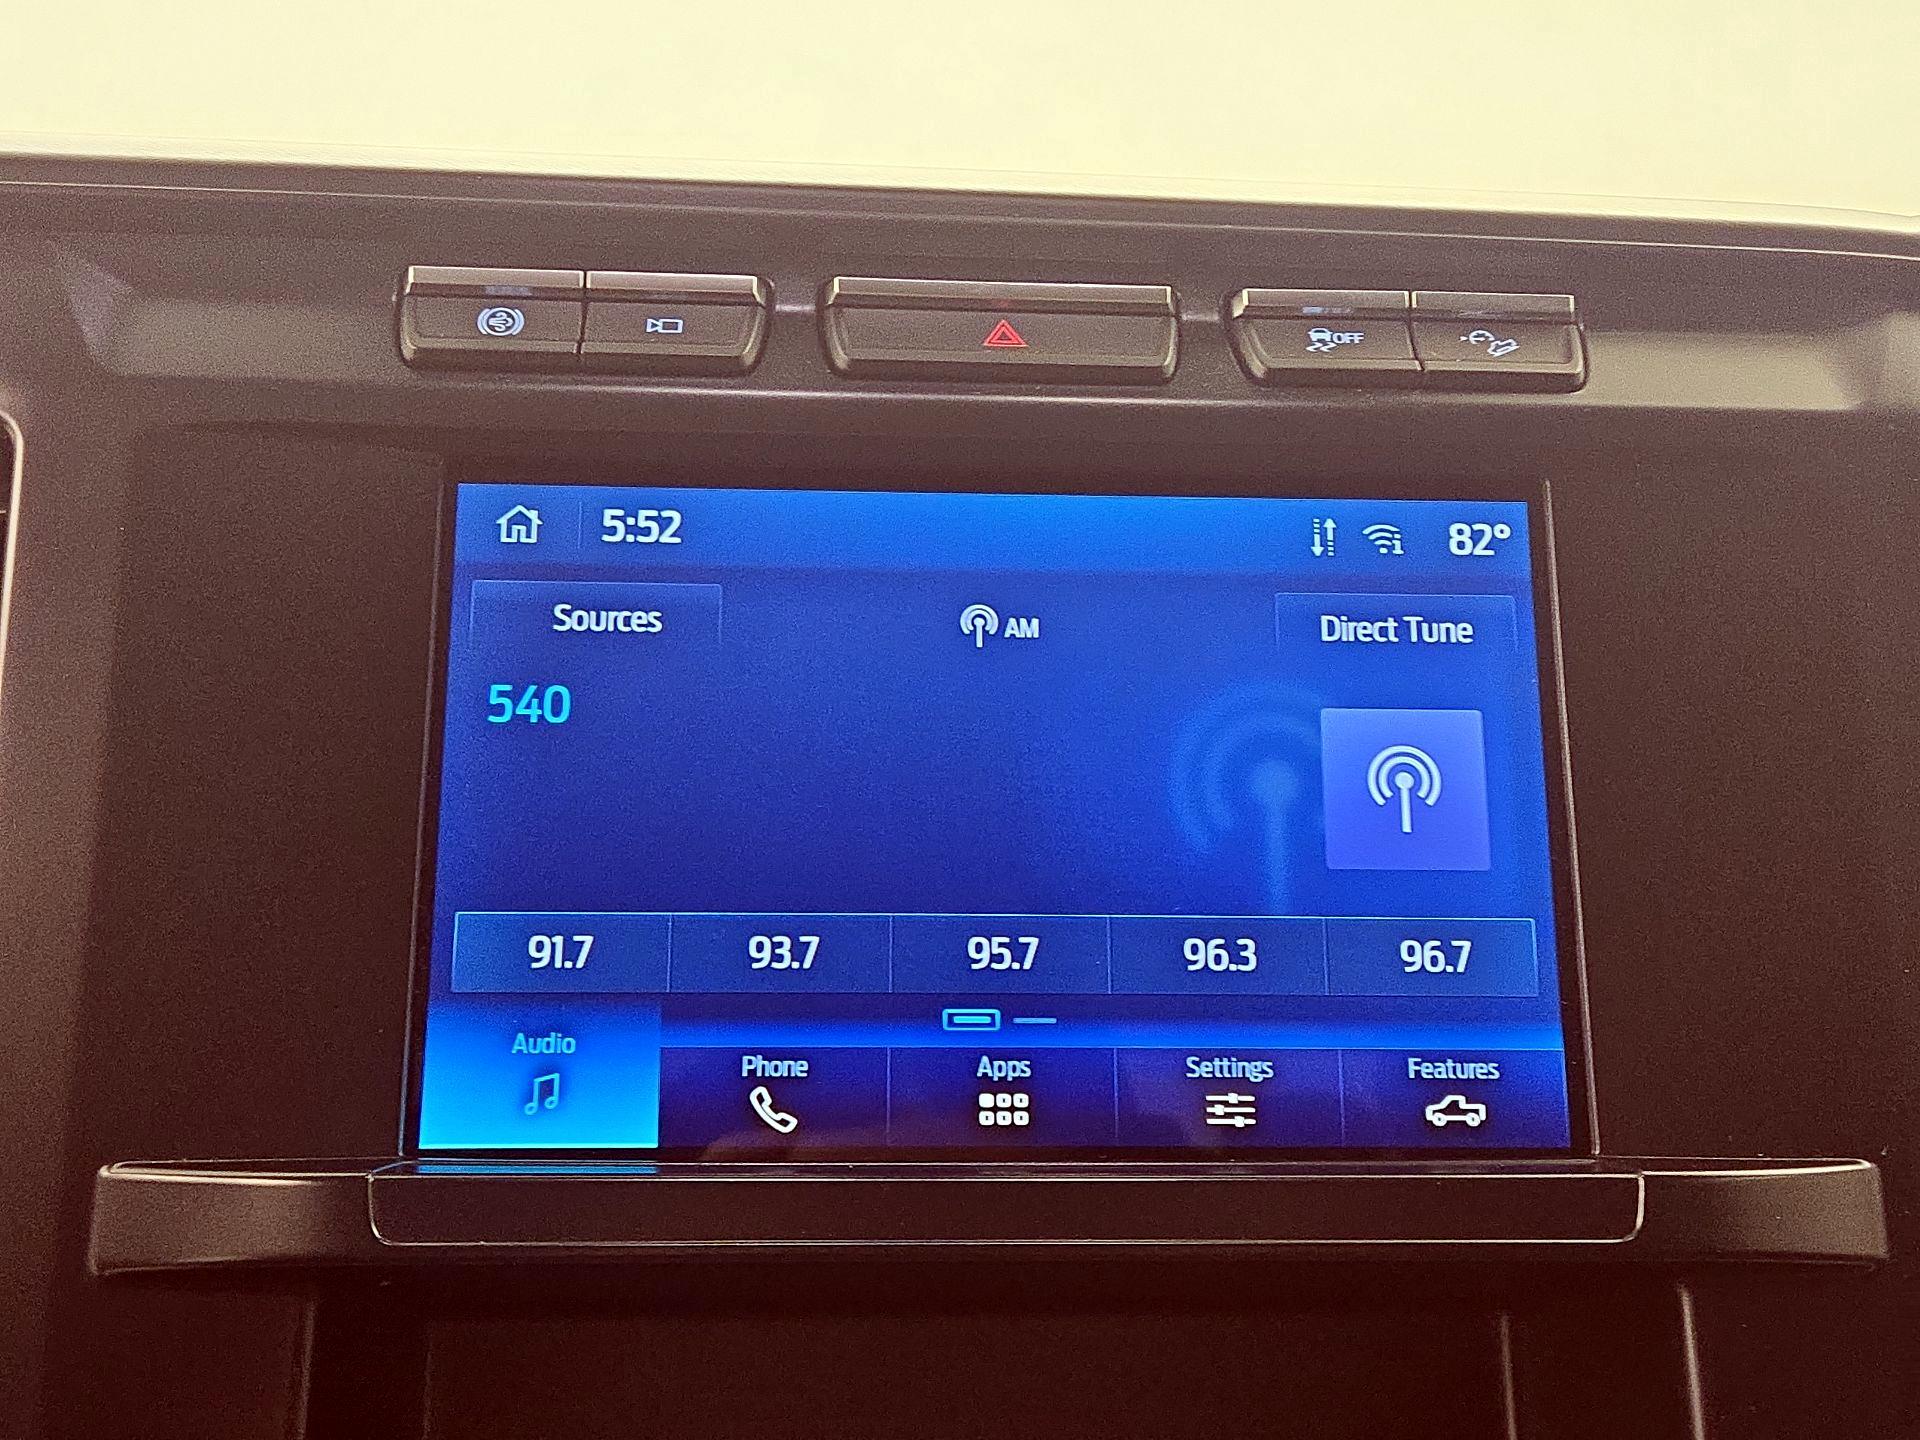 OFF
5:52
82°
Sources
AM
Direct Tune
540
91.7
93.7
95.7
96.3
96.7
Audio
Phone
Apps
Settings
Features